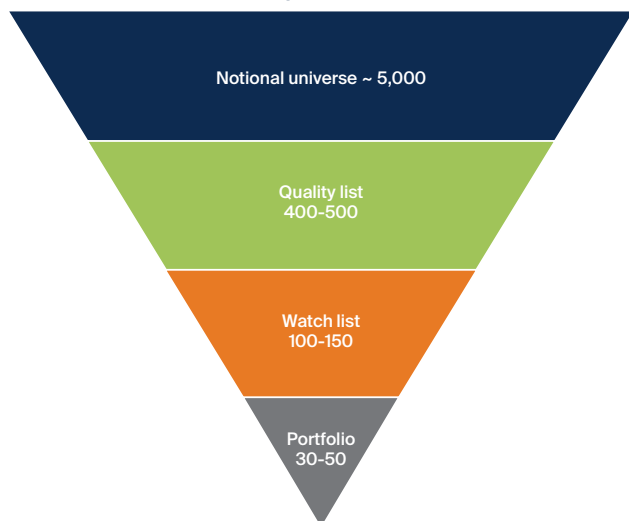 Notional universe ~ 5,000
Quality list
400-500
Watch list
100-150
Portfolio
30-50